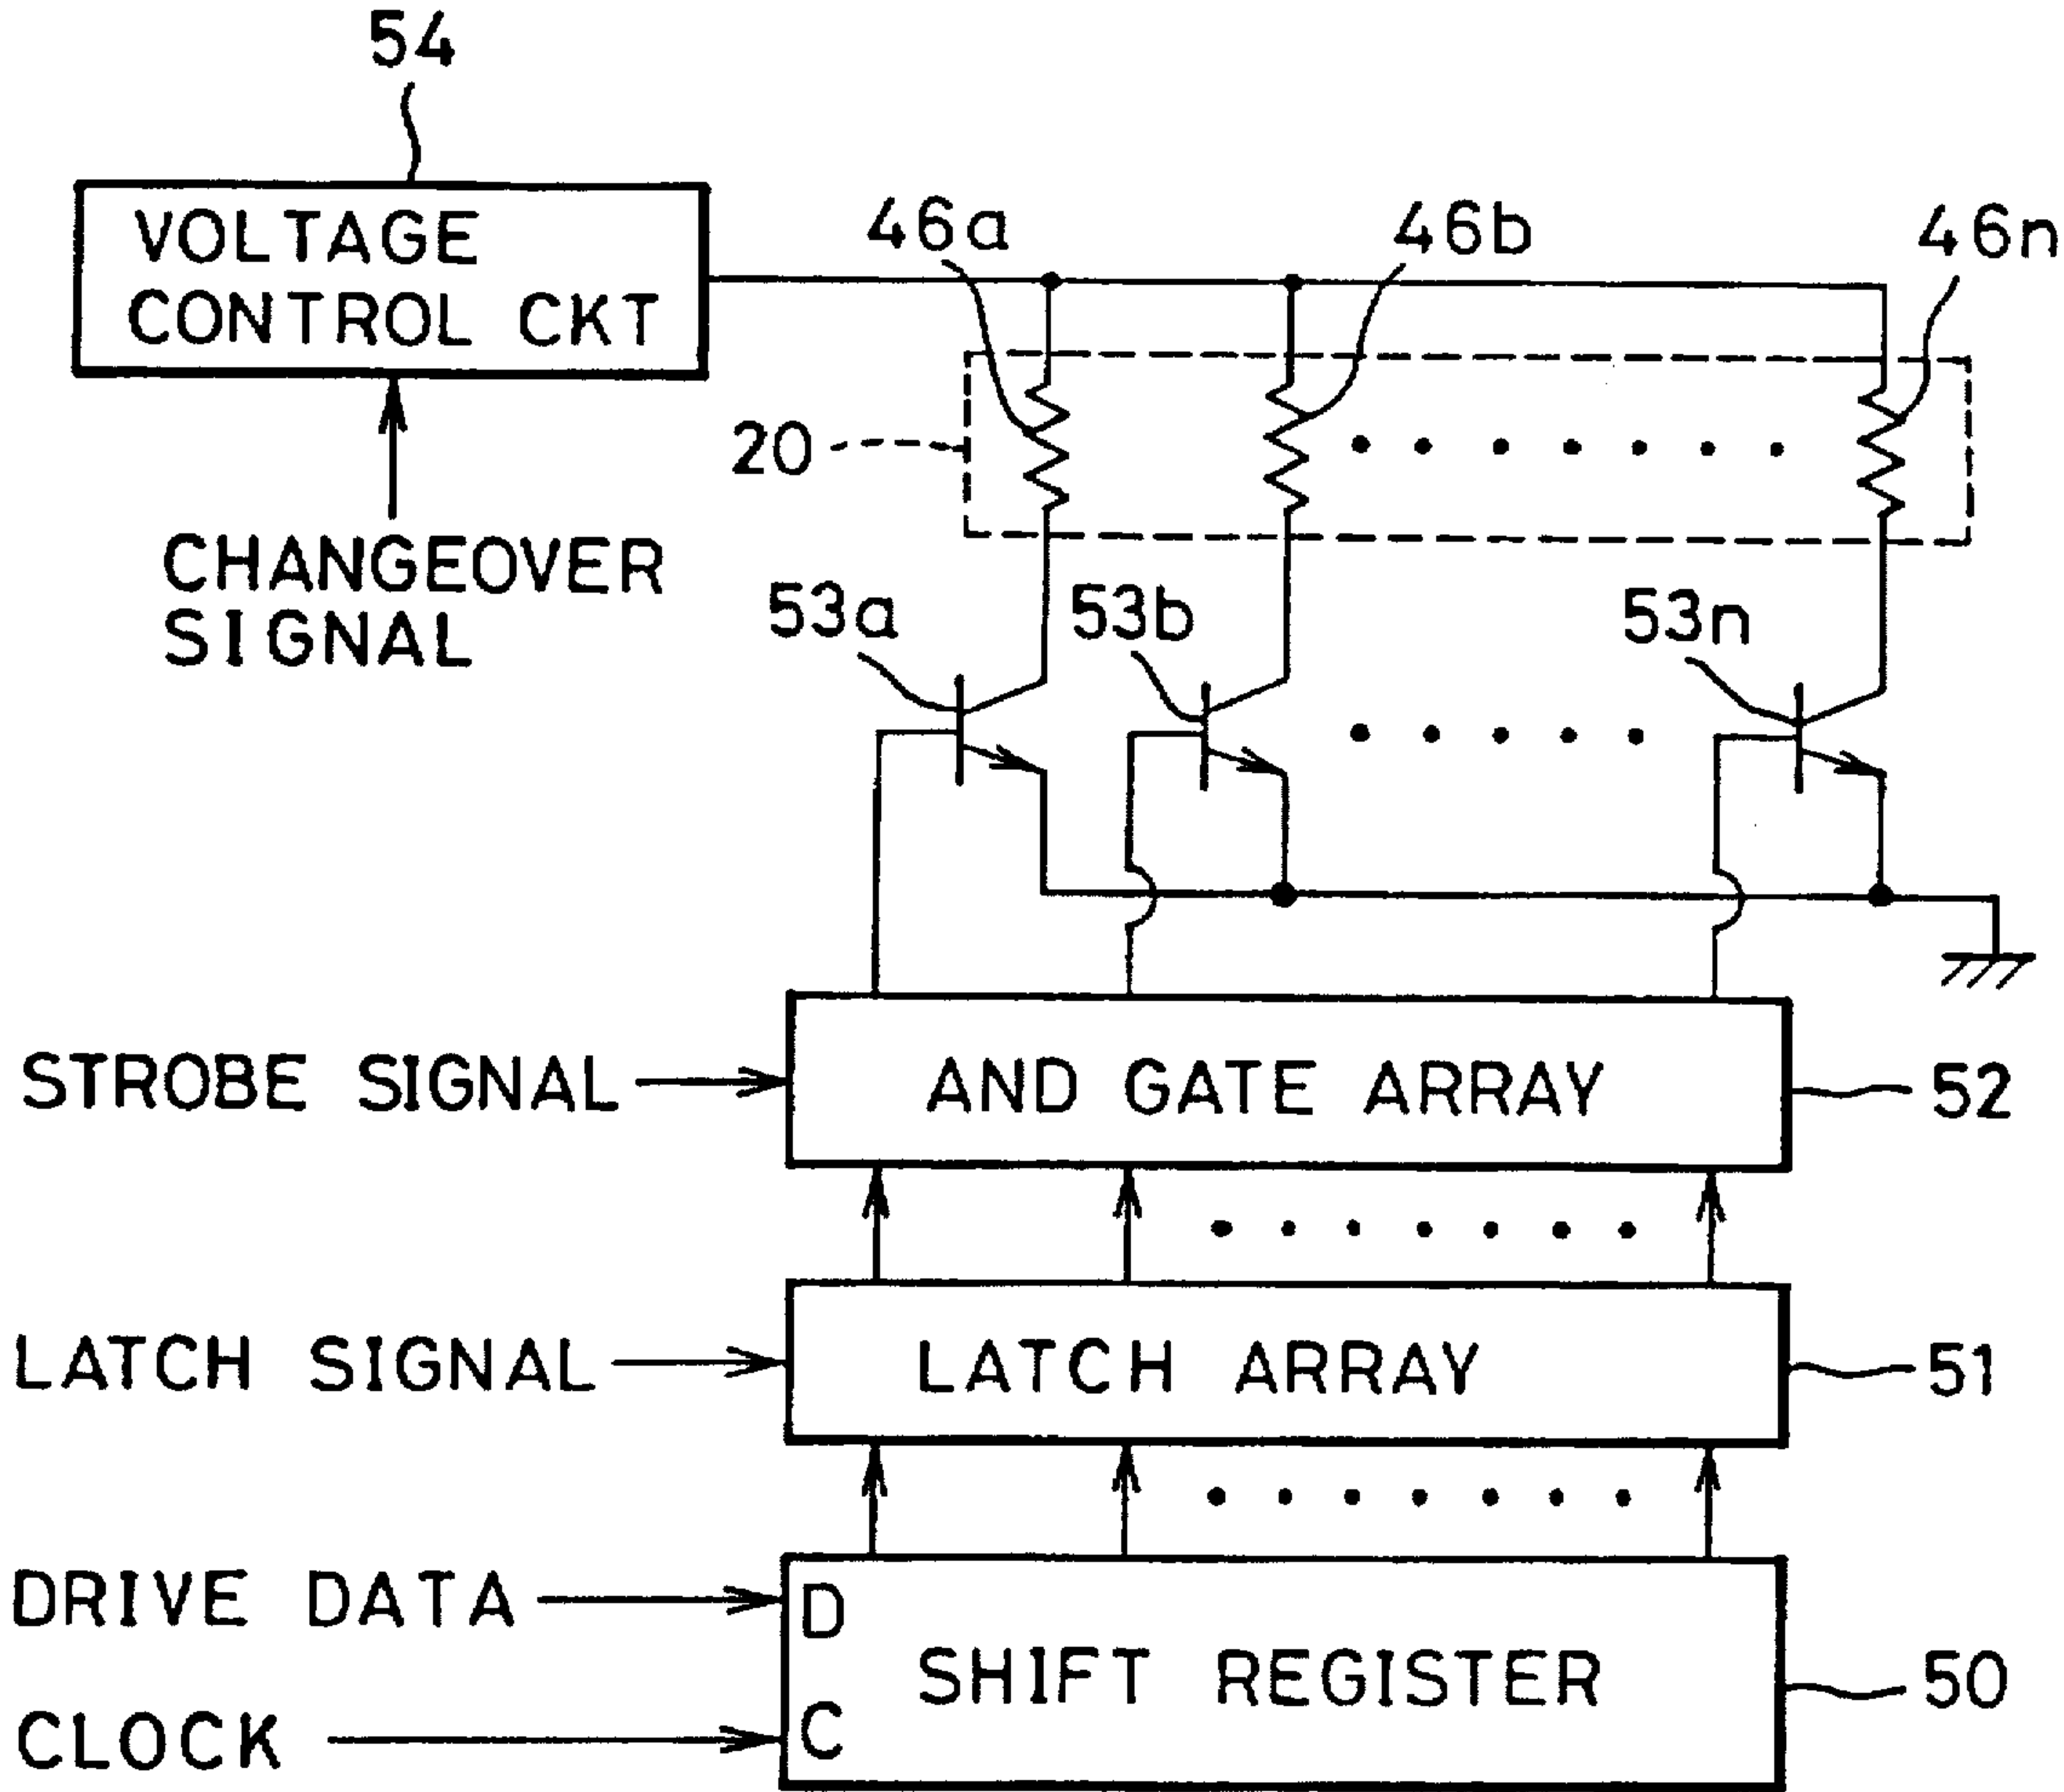 54
VOLTAGE
CONTROL CKT
46a
46b
46n
20
CHANGEOVER
SIGNAL
53a
53b
53n
STROBE SIGNAL
AND GATE ARRAY
52
LATCH SIGNAL
LATCH ARRAY
51
DRIVE DATA
D
SHIFT REGISTER
50
CLOCK
C